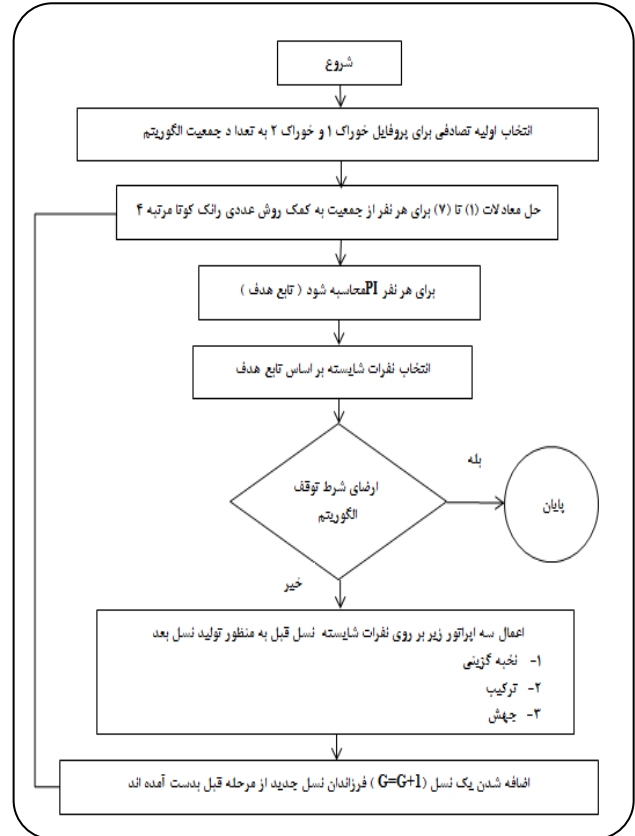 شروع
انتخاب اولیه تصادفی برای پروفایل خوراک ۱ و خوراک ۲ به تعدا د جمعیت الگوریتم
حل معادلات (۱) تا (۷) برای هر نفر از جمعیت به کمک روش عددی رانک کوتا مرتبه ۴
برای هر نفر PIمحاسبه شود ( تابع هدف )
انتخاب نفرات شایسته بر اساس تابع هدف
ارضای شرط توقف
الگوریتم
بله
پایان
خیر
اعمال سه اپراتور زیر بر روی نفرات شایسته نسل قبل به منظور تولید نسل بعد
۱- نخبه گزینی
۲- ترکیب
۳- جهش
اضافه شدن یک نسل (G=G+1 ) فرزندان نسل جدید از مرحله قبل بدست آمده اند